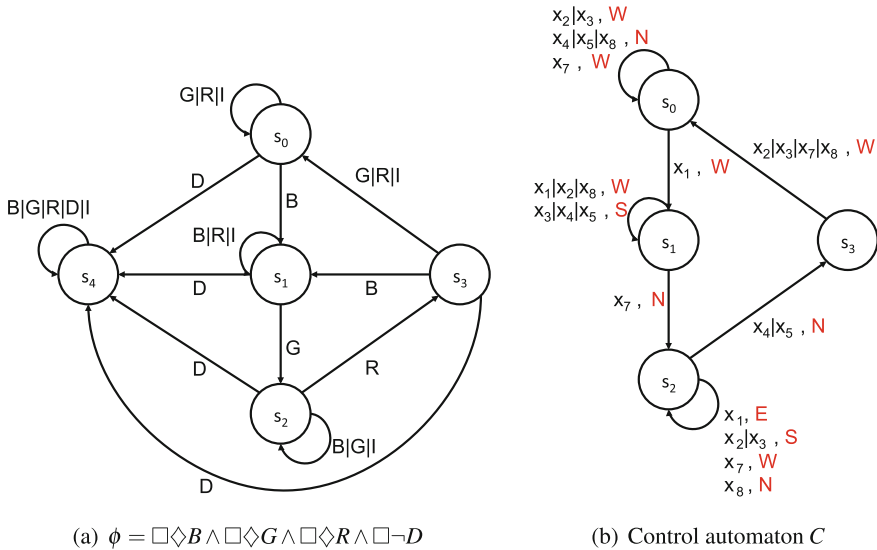 G|R|I
s₀
D
B
G|R|I
B|G|R|D|I
B|R|I
s₄
D
s₁
B
s₃
G
D
R
s₂
B|G|I
D
(a) ϕ = □◇B ∧ □◇G ∧ □◇R ∧ □¬D
x₂|x₃ , W
x₄|x₅|x₈ , N
x₇ , W
s₀
x₂|x₃|x₇|x₈ , W
x₁ , W
x₁|x₂|x₈ , W
x₃|x₄|x₅ , S
s₁
s₃
x₇ , N
x₄|x₅ , N
s₂
x₁, E
x₂|x₃ , S
x₇ , W
x₈ , N
(b) Control automaton C